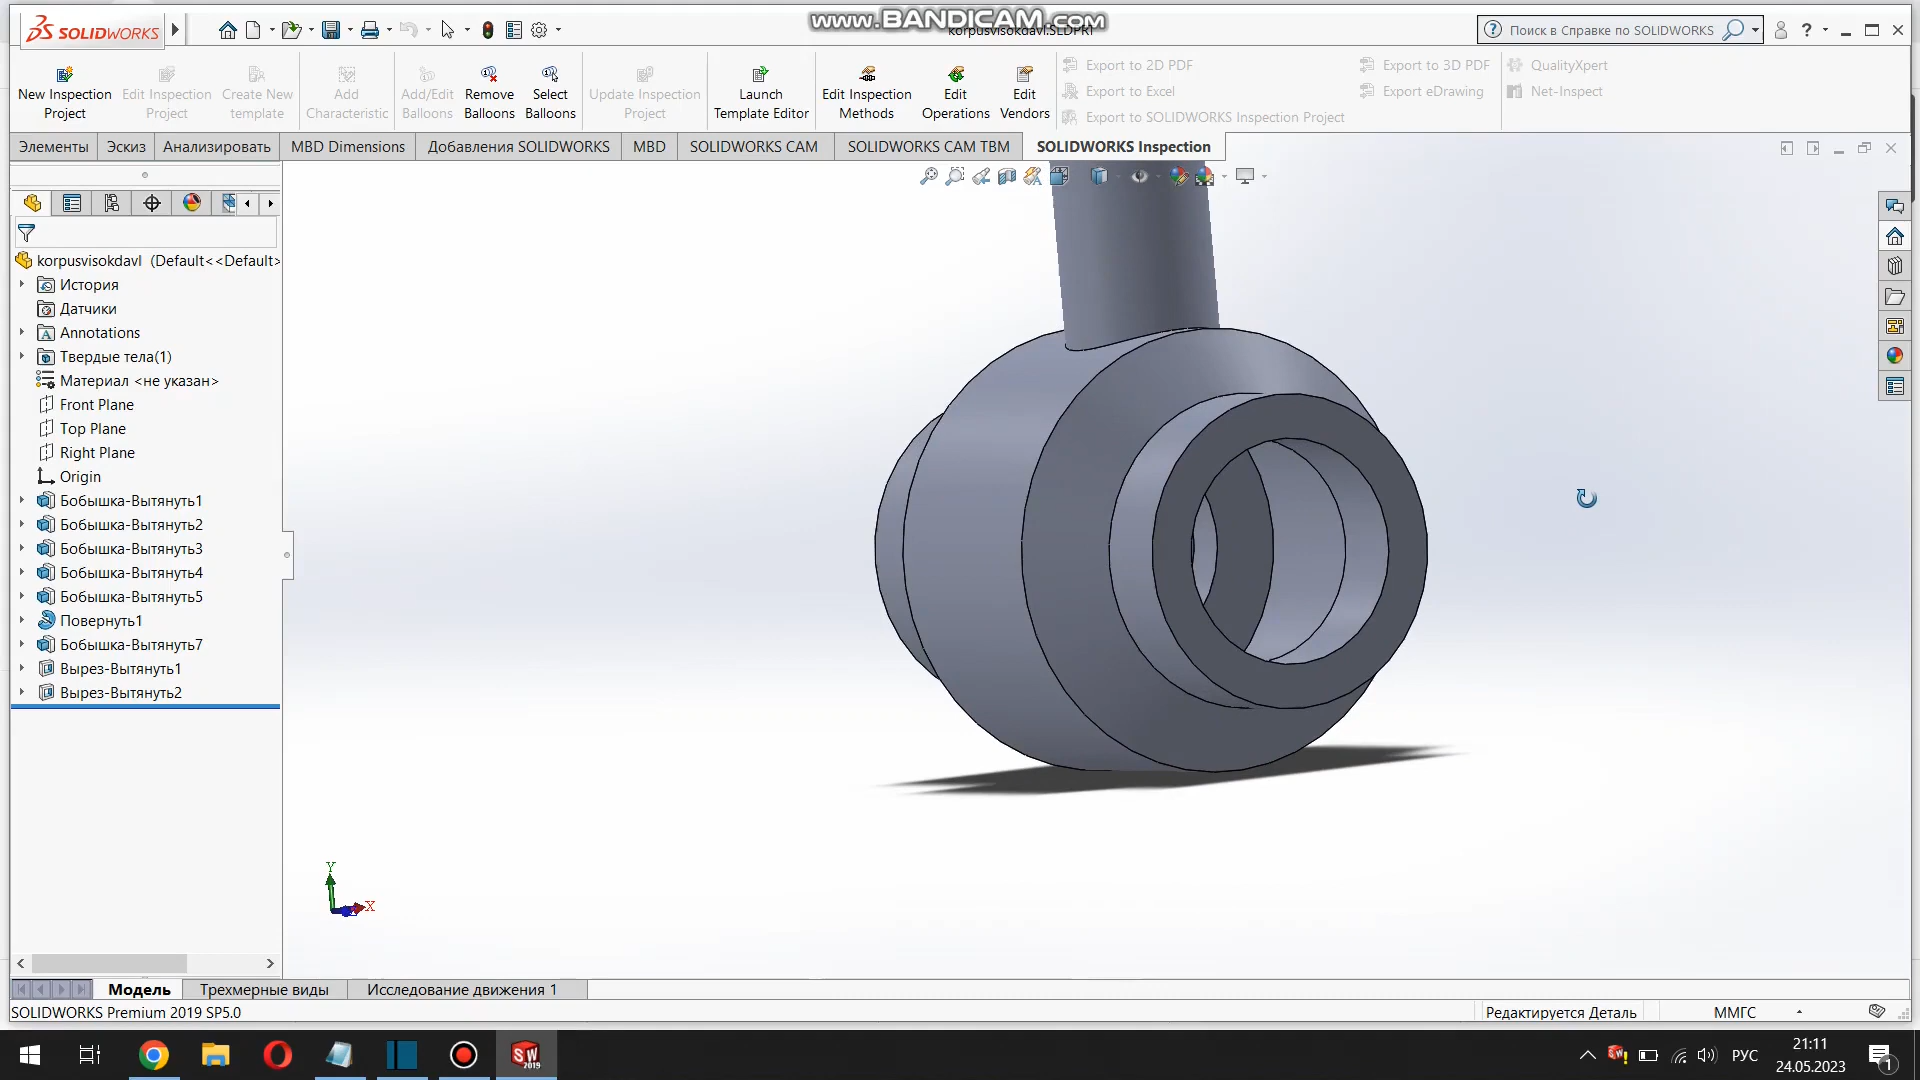 www.BANDICAM.com
SOLIDWORKS
korpusvisokdavl.SLDPRT
Поиск в Справке по SOLIDWORKS
?
New Inspection Project
Edit Inspection Project
Create New template
Add Characteristic
Add/Edit Balloons
Remove Balloons
Select Balloons
Update Inspection Project
Launch Template Editor
Edit Inspection Methods
Edit Operations
Edit Vendors
Export to 2D PDF
Export to Excel
Export to SOLIDWORKS Inspection Project
Export to 3D PDF
Export eDrawing
QualityXpert
Net-Inspect
Элементы
Эскиз
Анализировать
MBD Dimensions
Добавления SOLIDWORKS
MBD
SOLIDWORKS CAM
SOLIDWORKS CAM TBM
SOLIDWORKS Inspection
korpusvisokdavl (Default<<Default>
История
Датчики
Annotations
Твердые тела(1)
Материал <не указан>
Front Plane
Top Plane
Right Plane
Origin
Бобышка-Вытянуть1
Бобышка-Вытянуть2
Бобышка-Вытянуть3
Бобышка-Вытянуть4
Бобышка-Вытянуть5
Повернуть1
Бобышка-Вытянуть7
Вырез-Вытянуть1
Вырез-Вытянуть2
Y
X
Модель
Трехмерные виды
Исследование движения 1
SOLIDWORKS Premium 2019 SP5.0
Редактируется Деталь
ММГС
SW
2019
РУС
21:11
24.05.2023
1